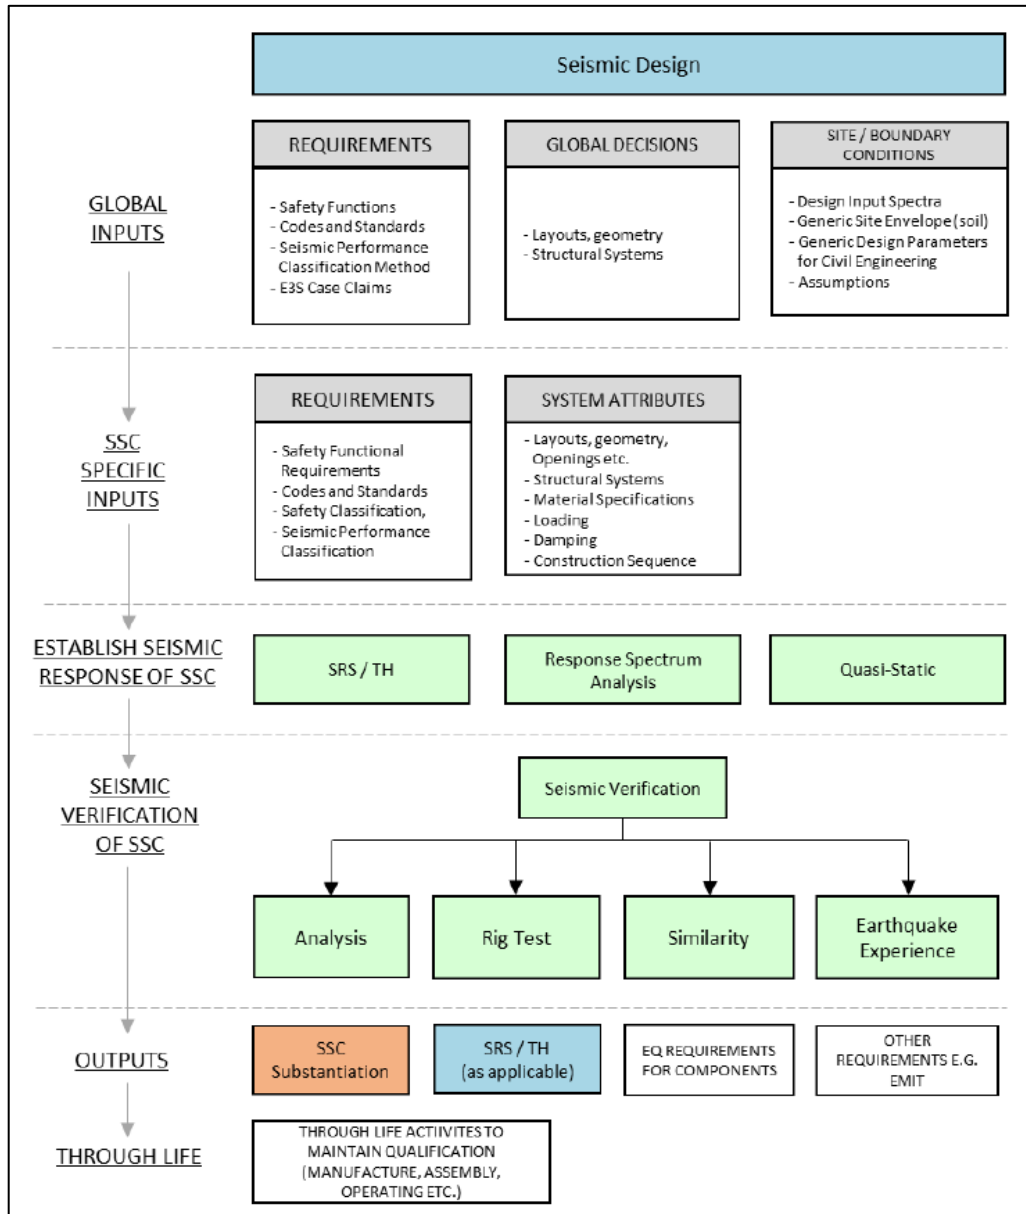 Seismic Design
GLOBAL
INPUTS
REQUIREMENTS
- Safety Functions
- Codes and Standards
- Seismic Performance
Classification Method
- E3S Case Claims
GLOBAL DECISIONS
- Layouts, geometry
- Structural Systems
SITE / BOUNDARY
CONDITIONS
- Design Input Spectra
- Generic Site Envelope (soil)
- Generic Design Parameters
for Civil Engineering
- Assumptions
SSC
SPECIFIC
INPUTS
REQUIREMENTS
- Safety Functional
Requirements
- Codes and Standards
- Safety Classification,
- Seismic Performance
Classification
SYSTEM ATTRIBUTES
- Layouts, geometry,
Openings etc.
- Structural Systems
- Material Specifications
- Loading
- Damping
- Construction Sequence
ESTABLISH SEISMIC
RESPONSE OF SSC
SRS / TH
Response Spectrum
Analysis
Quasi-Static
SEISMIC
VERIFICATION
OF SSC
Seismic Verification
Analysis
Rig Test
Similarity
Earthquake
Experience
OUTPUTS
SSC
Substantiation
SRS / TH
(as applicable)
EQ REQUIREMENTS
FOR COMPONENTS
OTHER
REQUIREMENTS E.G.
EMIT
THROUGH LIFE
THROUGH LIFE ACTIIVITES TO
MAINTAIN QUALIFICATION
(MANUFACTURE, ASSEMBLY,
OPERATING ETC.)